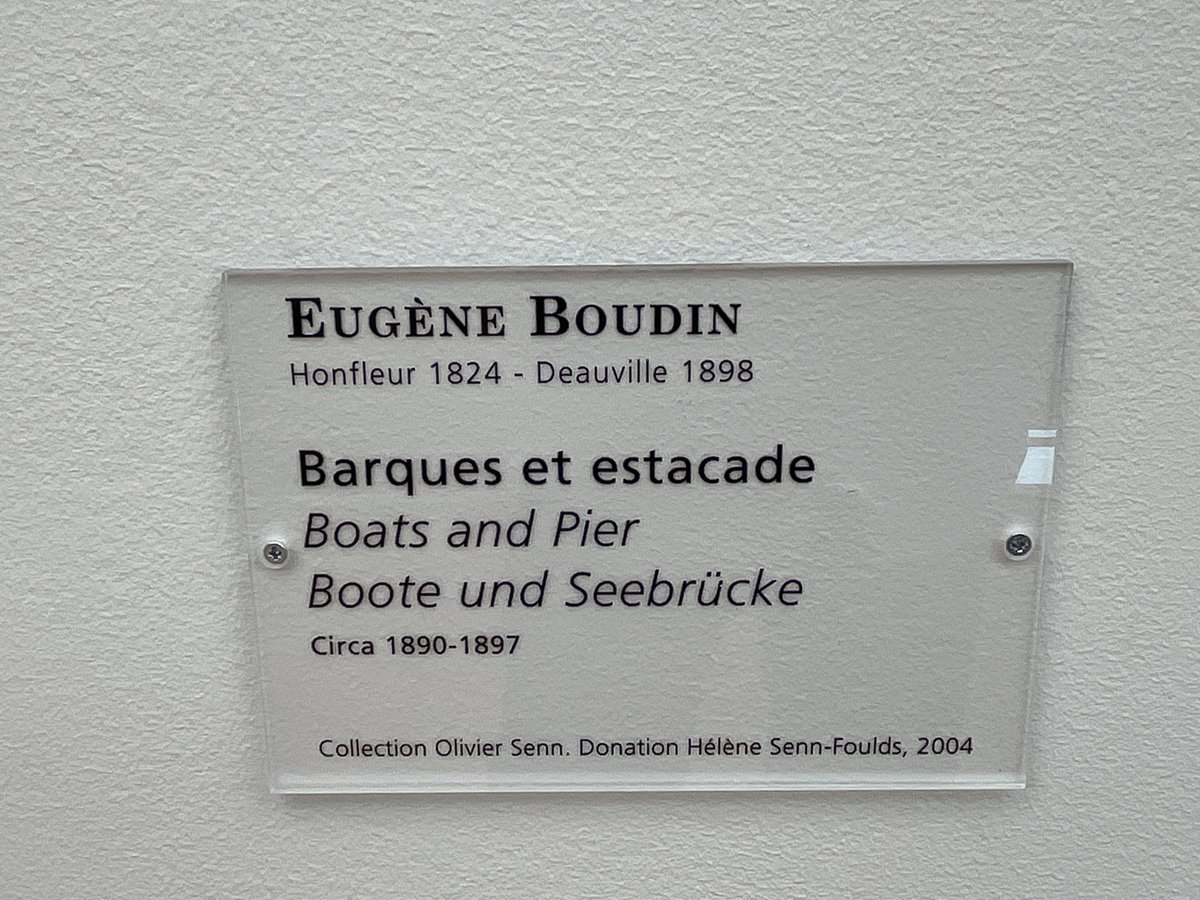 EUGÈNE BOUDIN
Honfleur 1824 - Deauville 1898
Barques et estacade
Boats and Pier
Boote und Seebrücke
Circa 1890-1897
Collection Olivier Senn. Donation Hélène Senn-Foulds, 2004